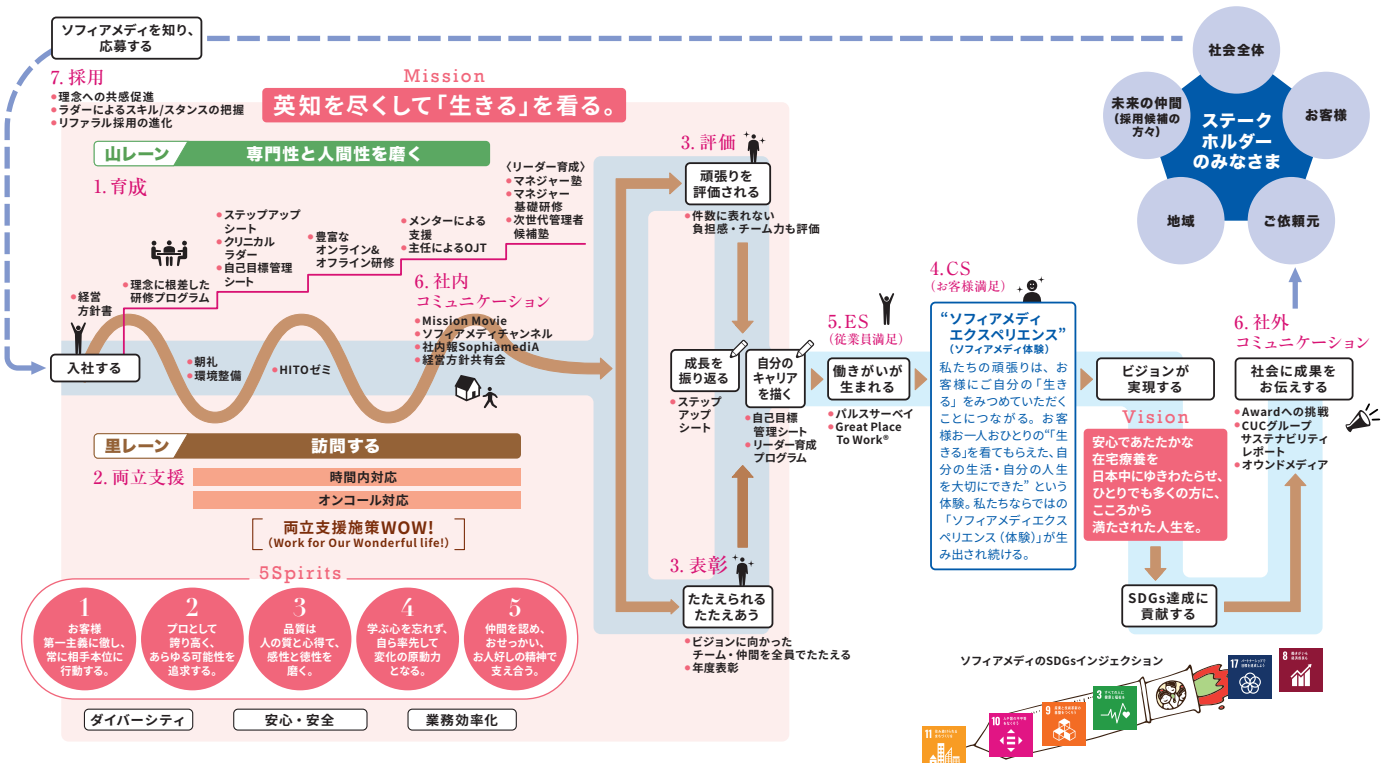 ソフィアメディを知り、
応募する
7. 採用
●理念への共感促進
●ラダーによるスキル/スタンスの把握
●リファラル採用の進化
Mission
英知を尽くして「生きる」を看る。
山レーン
専門性と人間性を磨く
1. 育成
●経営
方針書
●理念に根差した
研修プログラム
●ステップアップ
シート
●クリニカル
ラダー
●自己目標管理
シート
●豊富な
オンライン&
オフライン研修
●メンターによる
支援
●主任によるOJT
〈リーダー育成〉
●マネジャー塾
●マネジャー
基礎研修
●次世代管理者
候補塾
入社する
●朝礼
●環境整備
●HITOゼミ
6. 社内
コミュニケーション
●Mission Movie
●ソフィアメディチャンネル
●社内報SophiamediA
●経営方針共有会
里レーン
訪問する
2. 両立支援
時間内対応
オンコール対応
両立支援施策WOW!
(Work for Our Wonderful life!)
5Spirits
1
お客様
第一主義に徹し、
常に相手本位に
行動する。
2
プロとして
誇り高く、
あらゆる可能性を
追求する。
3
品質は
人の質と心得て、
感性と徳性を
磨く。
4
学ぶ心を忘れず、
自ら率先して
変化の原動力
となる。
5
仲間を認め、
おせっかい、
お人好しの精神で
支え合う。
ダイバーシティ
安心・安全
業務効率化
3. 評価
頑張りを
評価される
●件数に表れない
負担感・チーム力も評価
成長を
振り返る
●ステップ
アップ
シート
自分の
キャリア
を描く
●自己目標
管理シート
●リーダー育成
プログラム
3. 表彰
たたえられる
たたえあう
●ビジョンに向かった
チーム・仲間を全員でたたえる
●年度表彰
5. ES
(従業員満足)
働きがいが
生まれる
●パルスサーベイ
●Great Place
To Work®
4. CS
(お客様満足)
“ソフィアメディ
エクスペリエンス”
(ソフィアメディ体験)
私たちの頑張りは、お
客様にご自分の「生き
る」をみつめていただく
ことにつながる。お客
様お一人おひとりの“「生
きる」を看てもらえた、自
分の生活・自分の人生
を大切にできた” という
体験。私たちならではの
「ソフィアメディエクス
ペリエンス（体験）」が生
み出され続ける。
ビジョンが
実現する
Vision
安心であたたかな
在宅療養を
日本中にゆきわたらせ、
ひとりでも多くの方に、
こころから
満たされた人生を。
SDGs達成に
貢献する
6. 社外
コミュニケーション
社会に成果を
お伝えする
●Awardへの挑戦
●CUCグループ
サステナビリティ
レポート
●オウンドメディア
ステーク
ホルダー
のみなさま
社会全体
お客様
ご依頼元
地域
未来の仲間
(採用候補の
方々)
ソフィアメディのSDGsインジェクション
11
10
9
3
17
8